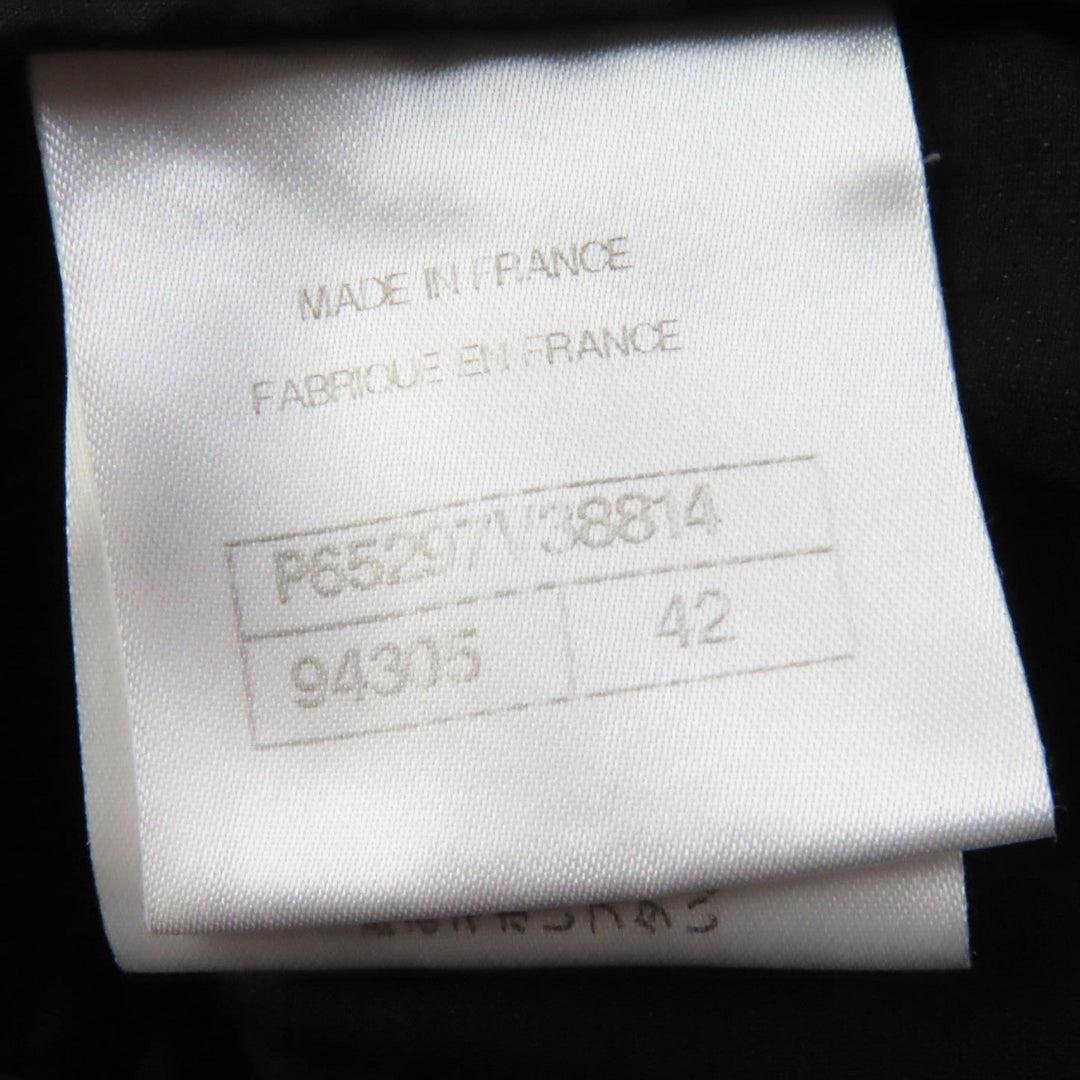 MADE IN FRANCE
FABRIQUE EN FRANCE
P65297V38814
94305 42